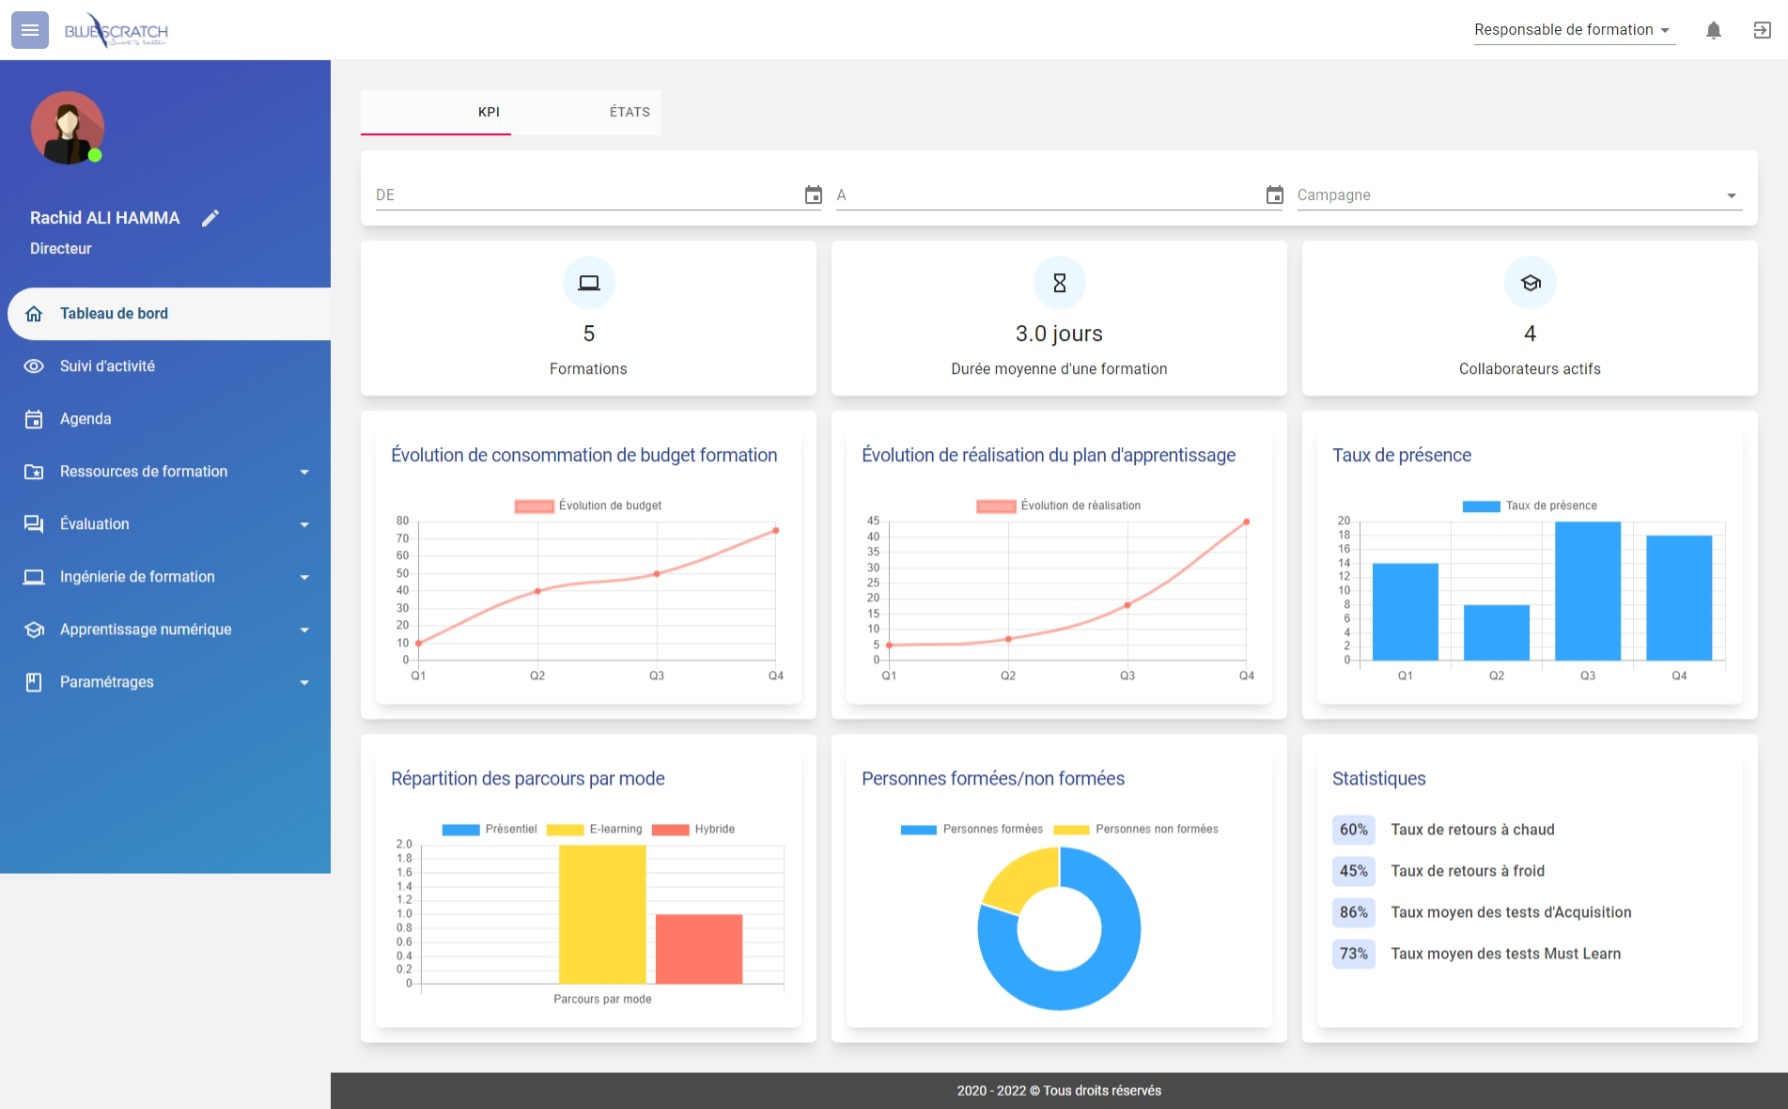 BLUESCRATCH
Responsable de formation
Rachid ALI HAMMA
Directeur
Tableau de bord
Suivi d'activité
Agenda
Ressources de formation
Évaluation
Ingénierie de formation
Apprentissage numérique
Paramétrages
KPI
ÉTATS
DE
A
Campagne
5
Formations
3.0 jours
Durée moyenne d'une formation
4
Collaborateurs actifs
Évolution de consommation de budget formation
Évolution de budget
80
70
60
50
40
30
20
10
0
Q1 Q2 Q3 Q4
Évolution de réalisation du plan d'apprentissage
Évolution de réalisation
45
40
35
30
25
20
15
10
5
0
Q1 Q2 Q3 Q4
Taux de présence
Taux de présence
20
18
16
14
12
10
8
6
4
2
0
Q1 Q2 Q3 Q4
Répartition des parcours par mode
Présentiel E-learning Hybride
2.0
1.8
1.6
1.4
1.2
1.0
0.8
0.6
0.4
0.2
0
Parcours par mode
Personnes formées/non formées
Personnes formées Personnes non formées
Statistiques
60% Taux de retours à chaud
45% Taux de retours à froid
86% Taux moyen des tests d'Acquisition
73% Taux moyen des tests Must Learn
2020 - 2022 © Tous droits réservés